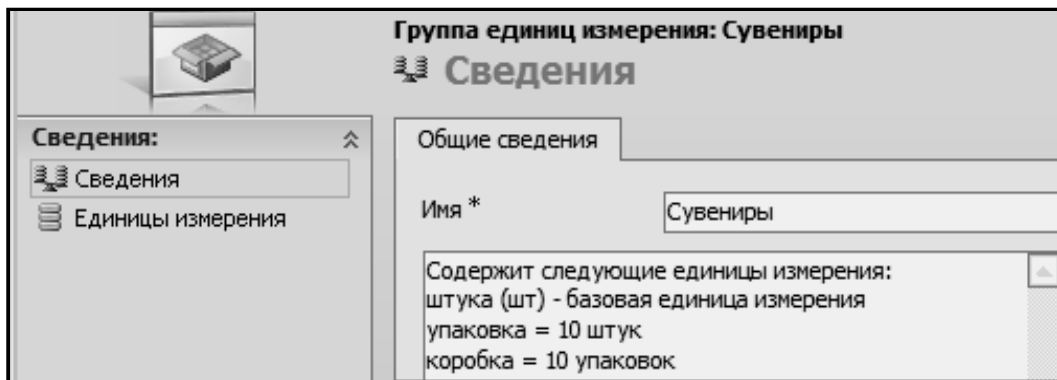 Группа единиц измерения: Сувениры
Сведения
Сведения:
Сведения
Единицы измерения
Общие сведения
Имя *
Сувениры
Содержит следующие единицы измерения:
штука (шт) - базовая единица измерения
упаковка = 10 штук
коробка = 10 упаковок